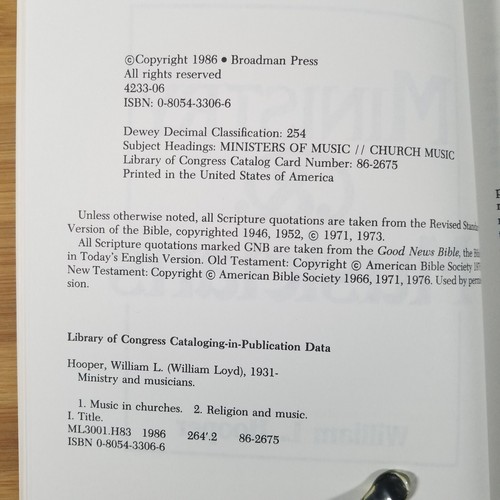 ©Copyright 1986 • Broadman Press
All rights reserved
4233-06
ISBN: 0-8054-3306-6
Dewey Decimal Classification: 254
Subject Headings: MINISTERS OF MUSIC // CHURCH MUSIC
Library of Congress Catalog Card Number: 86-2675
Printed in the United States of America
Unless otherwise noted, all Scripture quotations are taken from the Revised
Version of the Bible, copyrighted 1946, 1952, © 1971, 1973.
All Scripture quotations marked GNB are taken from the Good News Bible, the
in Today's English Version. Old Testament: Copyright © American Bible Society
New Testament: Copyright © American Bible Society 1966, 1971, 1976. Used by
sion.
Library of Congress Cataloging-in-Publication Data
Hooper, William L. (William Loyd), 1931-
Ministry and musicians.
1. Music in churches. 2. Religion and music.
I. Title.
ML3001.H83 1986 264'.2 86-2675
ISBN 0-8054-3306-6